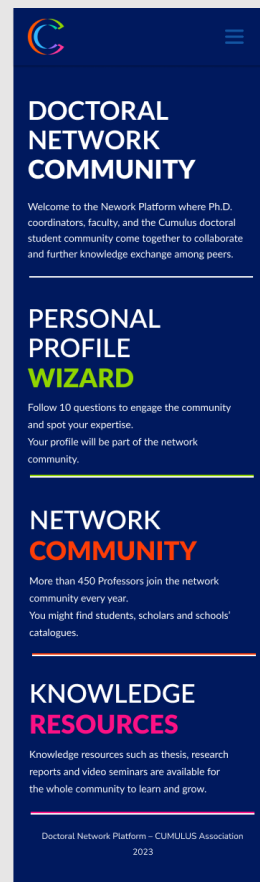 DOCTORAL
NETWORK
COMMUNITY
Welcome to the Nework Platform where Ph.D.
coordinators, faculty, and the Cumulus doctoral
student community come together to collaborate
and further knowledge exchange among peers.
PERSONAL
PROFILE
WIZARD
Follow 10 questions to engage the community
and spot your expertise.
Your profile will be part of the network
community.
NETWORK
COMMUNITY
More than 450 Professors join the network
community every year.
You might find students, scholars and schools'
catalogues.
KNOWLEDGE
RESOURCES
Knowledge resources such as thesis, research
reports and video seminars are available for
the whole community to learn and grow.
Doctoral Network Platform – CUMULUS Association
2023